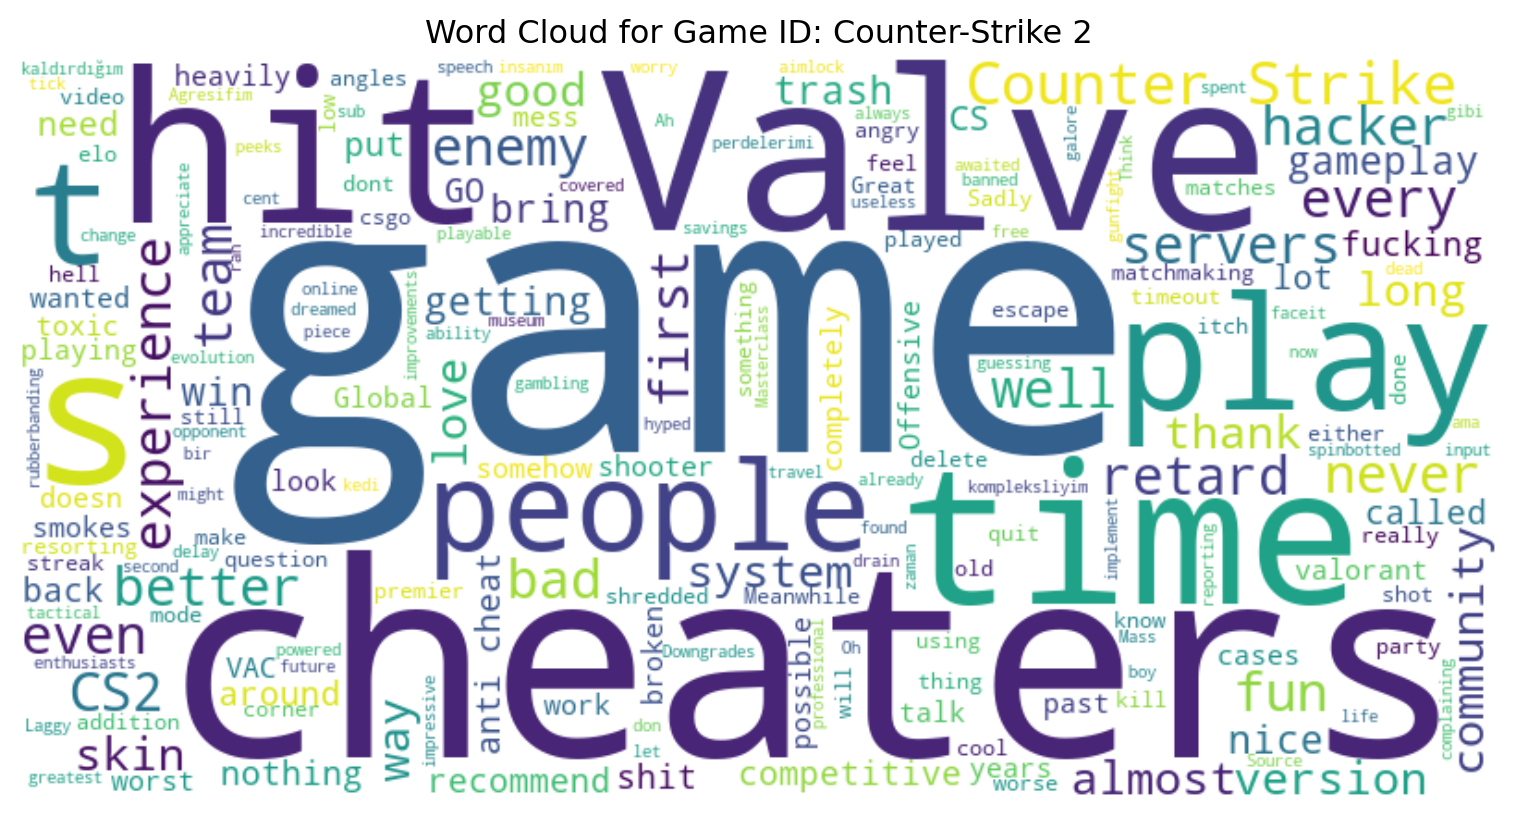 Word Cloud for Game ID: Counter-Strike 2
kaldırdığım
tick
video
need
elo
t
change
hell
wanted
toxic
playing
heavily
Agresifim
angles
low
sub
peeks
put
dont
cent
appreciate
hit
speech
insanım
good
mess
enemy
GO
bring
covered
csgo
incredible
playable
worry
Ah
Valve
perdelerimi
savings
aimlock
trash
always
angry
feel
Great
useless
played
free
Counter Strike
spent
CS
galore
awaited
banned
Sadly
Think
gunfight
hacker
gibi
gameplay
matches
every
servers
fucking
matchmaking
lot
dead
long
timeout
itch
faceit
now
experience
team
ran
evolution
win
still
opponent
bir
online
dreamed
piece
improvements
getting
ability
museum
Global
love
gambling
game
first
hyped
something
Masterclass
completely
Offensive
escape
guessing
well
play
done
thank
either
ama
spinbotted
input
s
rubberbanding
doesn
smokes
resorting
streak
might
look
kedi
make
question
delay
second
back
better
tactical
mode
somehow
shooter
travel
already
delete
people
found
kompleksliyim
retard
never
called
really
time
quit
implement
reporting
zaman
drain
old
valorant
shot
community
premier
anti cheat
bad
system
shredded
Meanwhile
even
enthusiasts
CS2
VAC
powered
future
around
corner
Laggy
addition
skin
greatest
worst
nothing
way
impressive
cheaters
broken
Downgrades
work
don
let
possible
professional
Oh
will
using
thing
talk
cool
know
Mass
boy
past
kill
cases
party
fun
life
nice
Source
complaining
recommend
shit
competitive
years
worse
almost
version